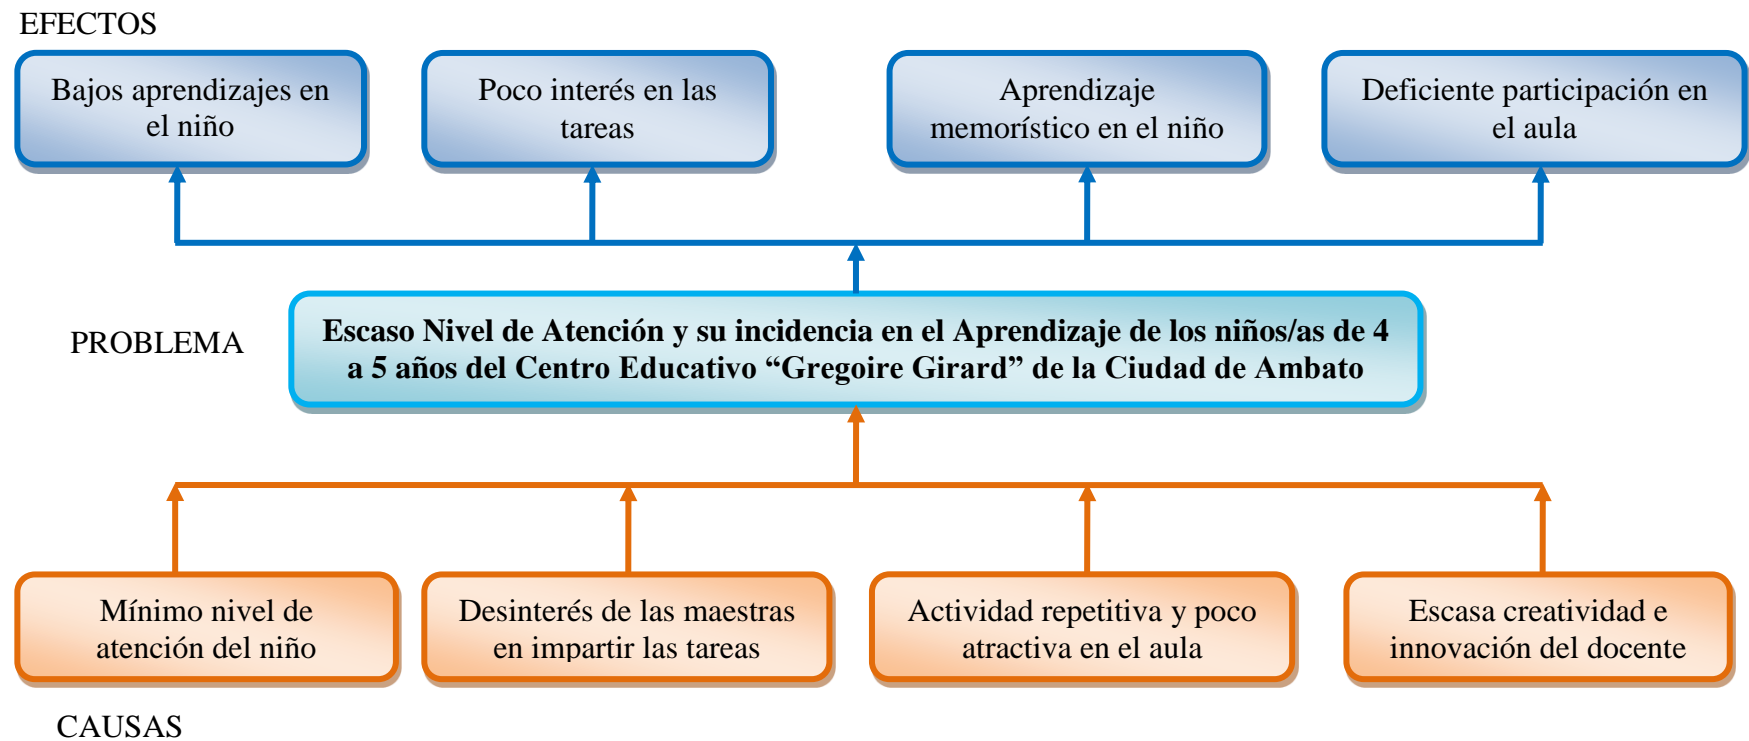 EFECTOS
Bajos aprendizajes en
el niño
Poco interés en las
tareas
Aprendizaje
memorístico en el niño
Deficiente participación en
el aula
PROBLEMA
Escaso Nivel de Atención y su incidencia en el Aprendizaje de los niños/as de 4
a 5 años del Centro Educativo “Gregoire Girard” de la Ciudad de Ambato
Mínimo nivel de
atención del niño
Desinterés de las maestras
en impartir las tareas
Actividad repetitiva y poco
atractiva en el aula
Escasa creatividad e
innovación del docente
CAUSAS